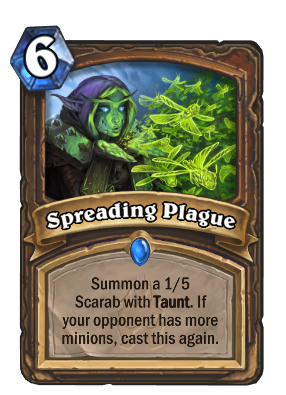 6
Spreading Plague
Summon a 1/5
Scarab with Taunt. If
your opponent has more
minions, cast this again.